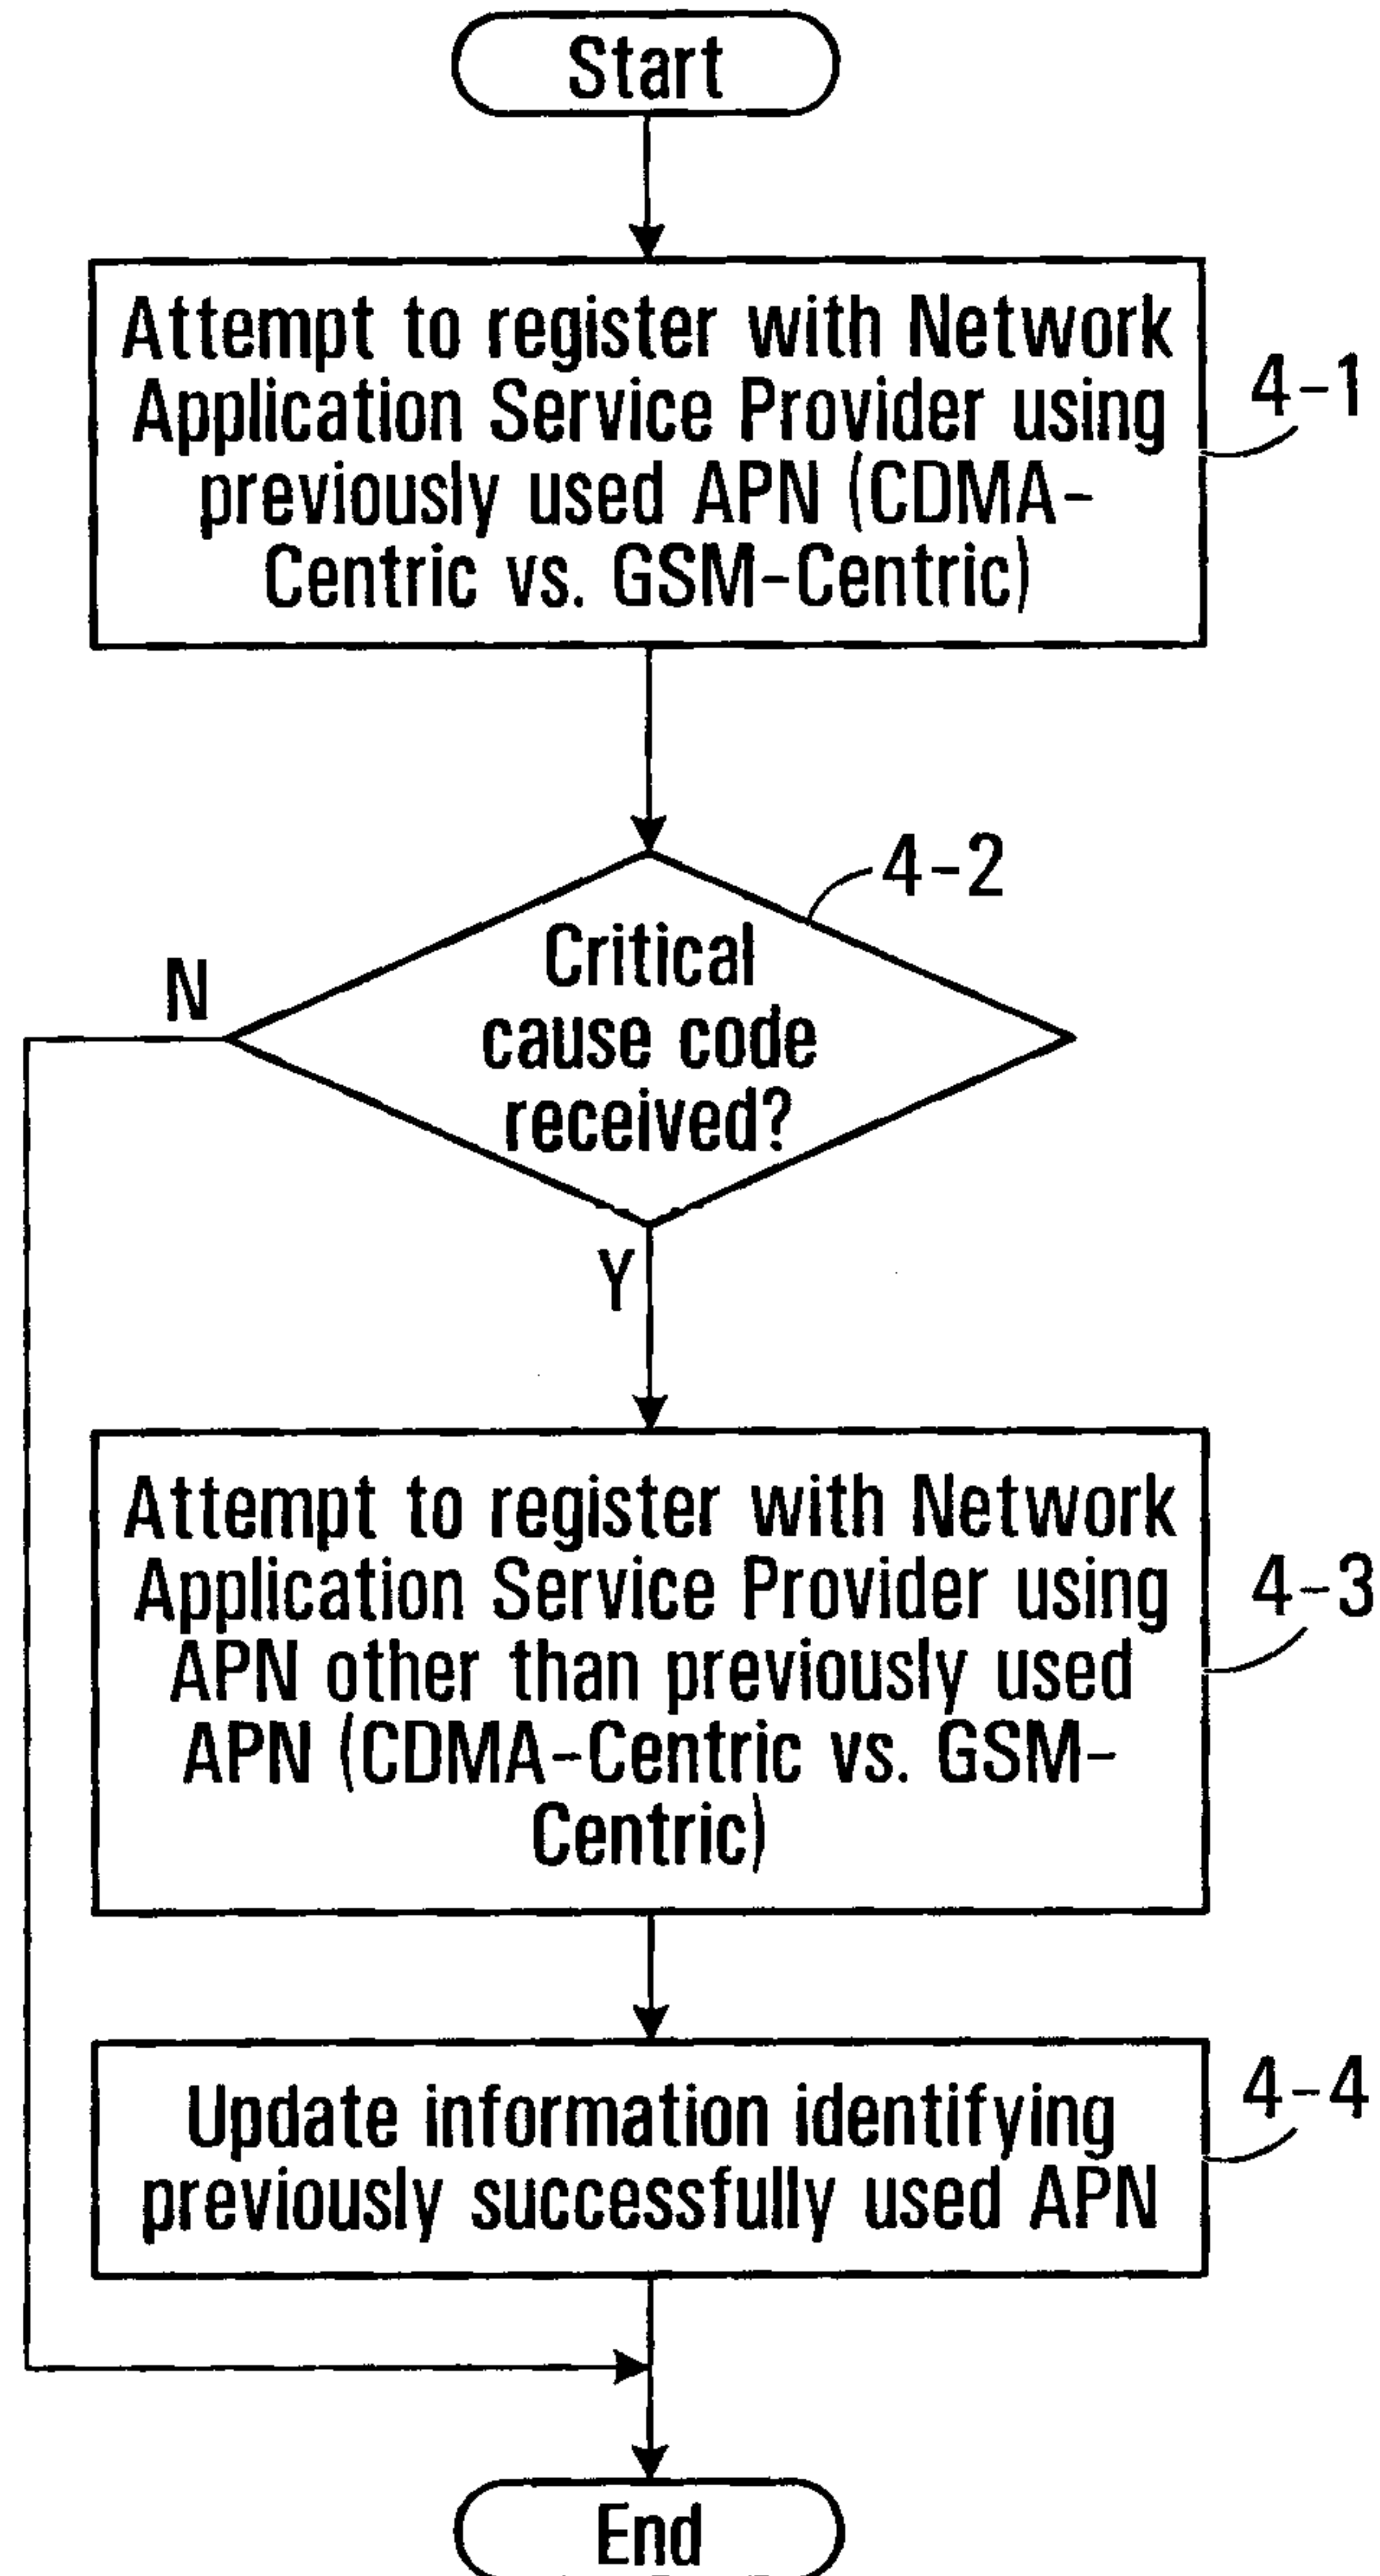 Start
Attempt to register with Network
Application Service Provider using
previously used APN (CDMA-
Centric vs. GSM-Centric)
4-1
4-2
Critical
cause code
received?
N
Y
Attempt to register with Network
Application Service Provider using
APN other than previously used
APN (CDMA-Centric vs. GSM-
Centric)
4-3
Update information identifying
previously successfully used APN
4-4
End